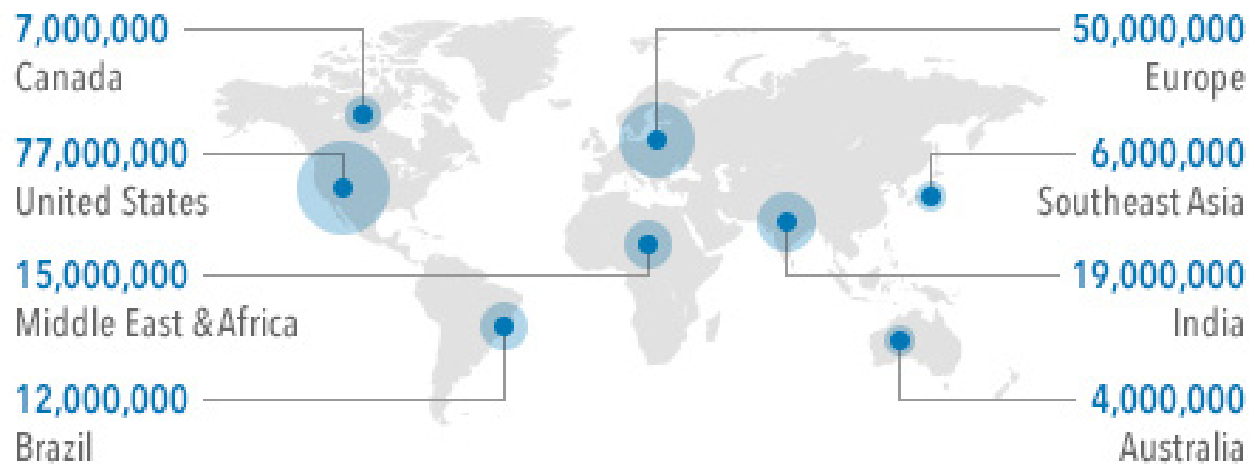 7,000,000
Canada
77,000,000
United States
15,000,000
Middle East & Africa
12,000,000
Brazil
50,000,000
Europe
6,000,000
Southeast Asia
19,000,000
India
4,000,000
Australia